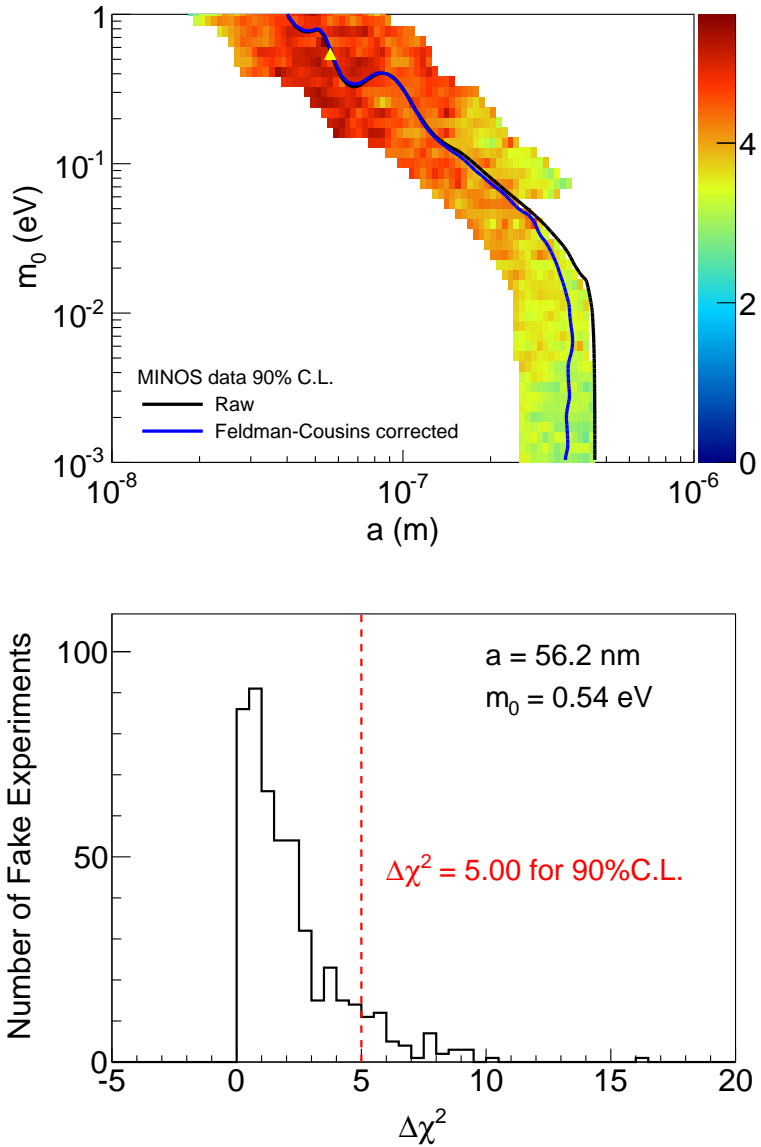 1
10⁻¹
10⁻²
10⁻³
m₀ (eV)
MINOS data 90% C.L.
Raw
Feldman-Cousins corrected
10⁻⁸
10⁻⁷
10⁻⁶
a (m)
4
2
0
Number of Fake Experiments
100
50
0
a = 56.2 nm
m₀ = 0.54 eV
Δχ² = 5.00 for 90%C.L.
-5
0
5
10
15
20
Δχ²